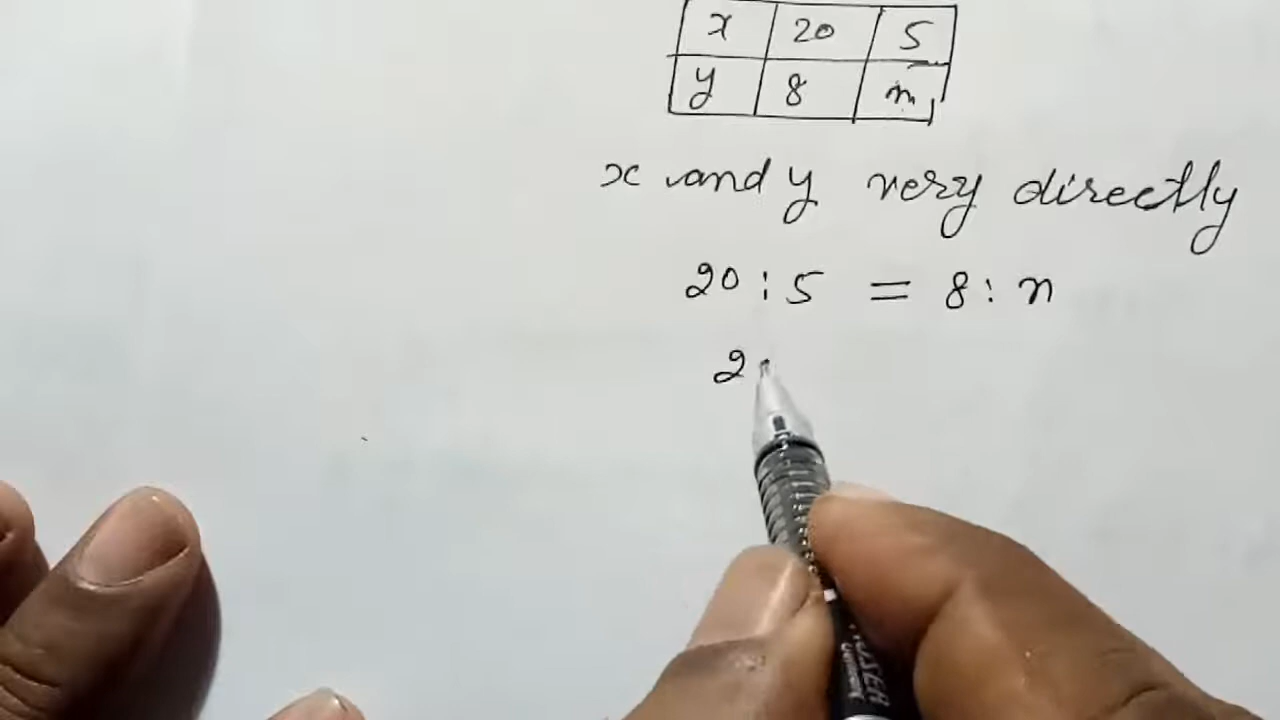 x 20 5
y 8 n
x and y very directly
20 : 5 = 8 : n
2